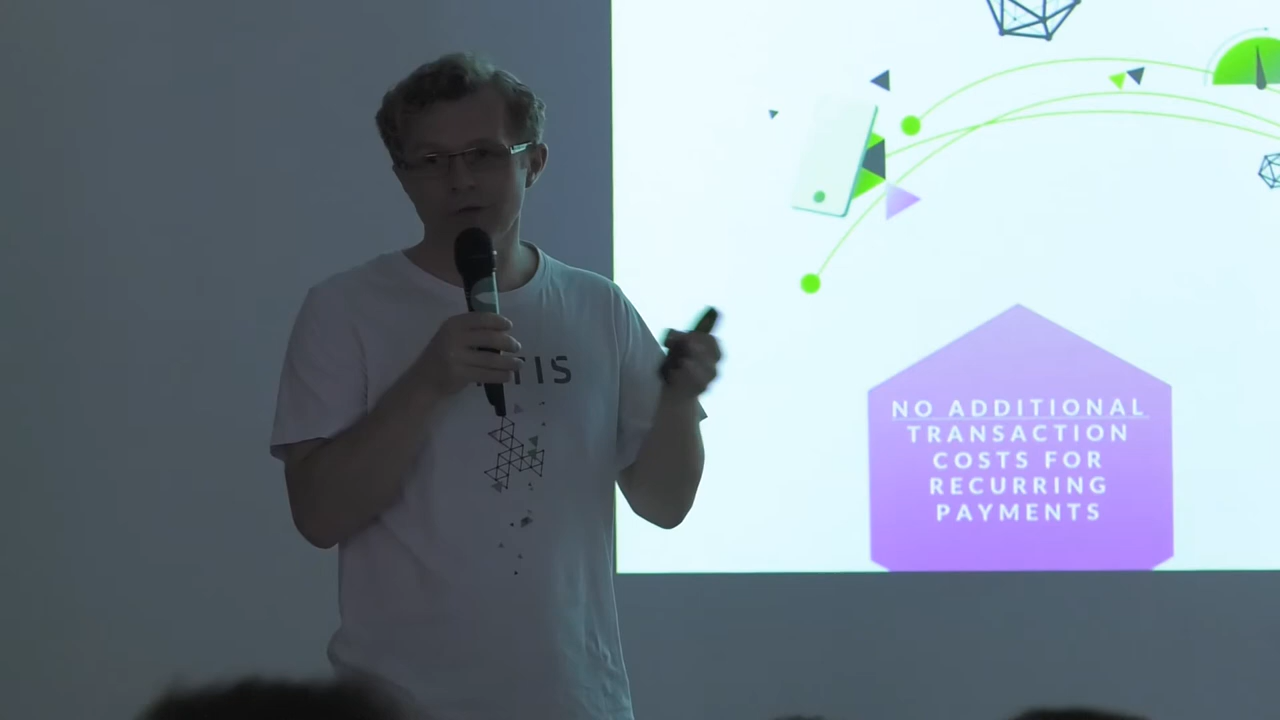 TIS
NO ADDITIONAL
TRANSACTION
COSTS FOR
RECURRING
PAYMENTS